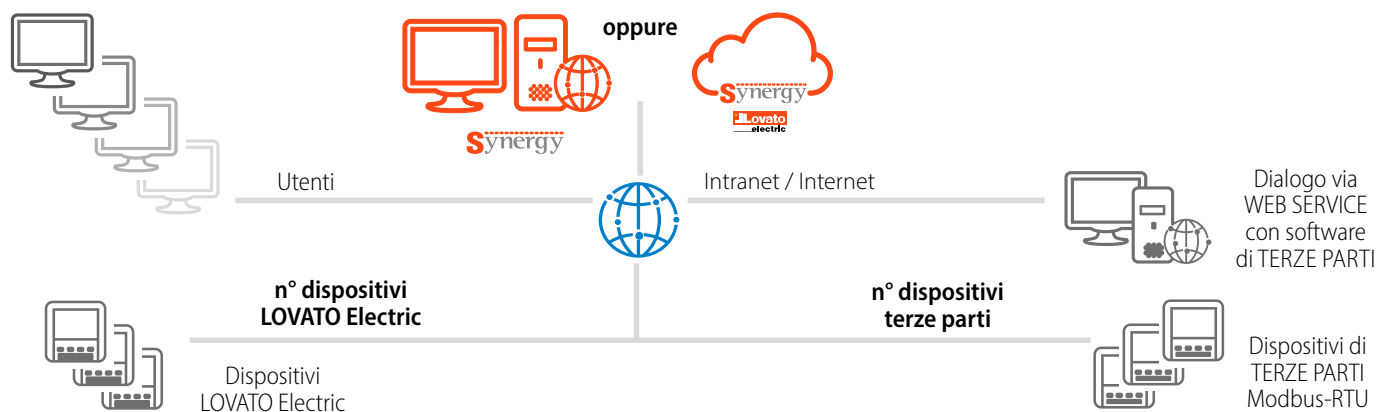 oppure
Synergy
Synergy
Lovato
electric
Utenti
Intranet / Internet
Dialogo via
WEB SERVICE
con software
di TERZE PARTI
n° dispositivi
LOVATO Electric
n° dispositivi
terze parti
Dispositivi
LOVATO Electric
Dispositivi di
TERZE PARTI
Modbus-RTU